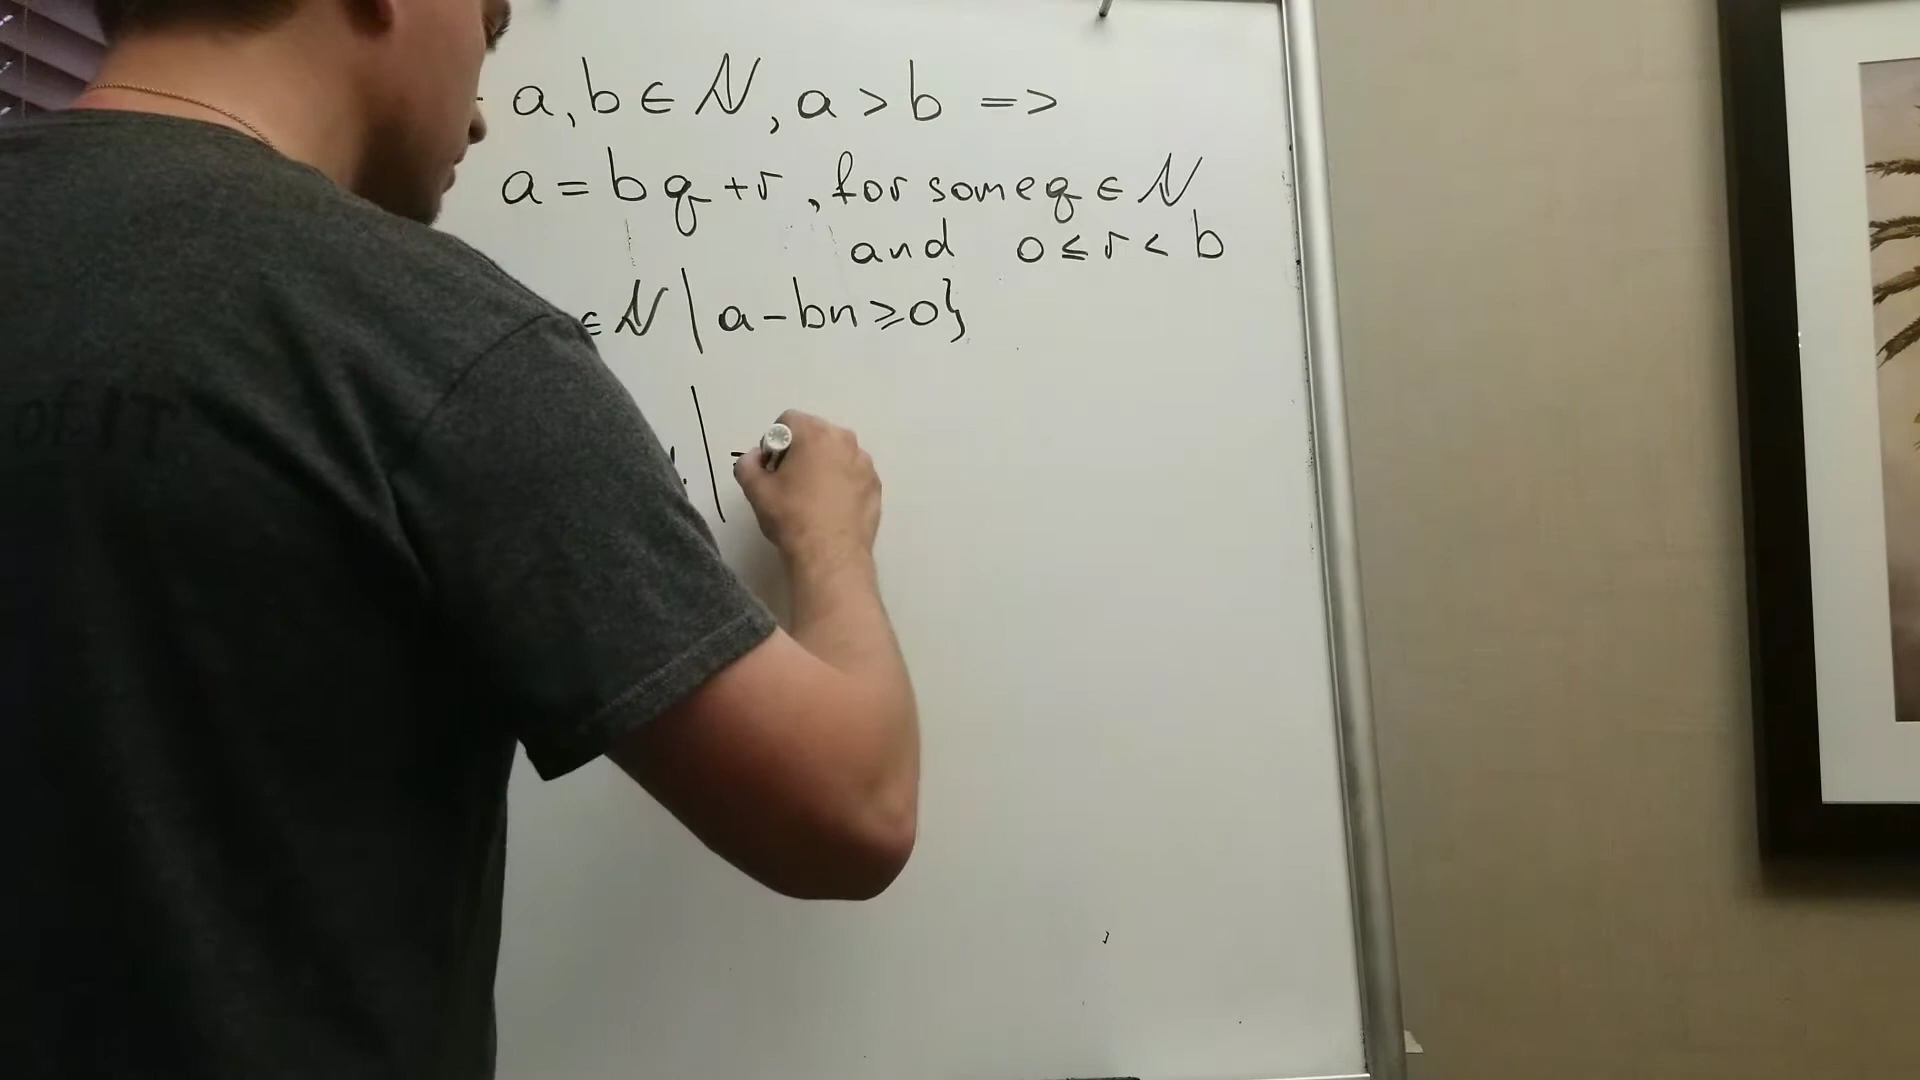 a, b ∈ N, a > b =>
a = bq + r, for some q ∈ N
and 0 ≤ r < b
∈ N | a - bn ≥ 0}